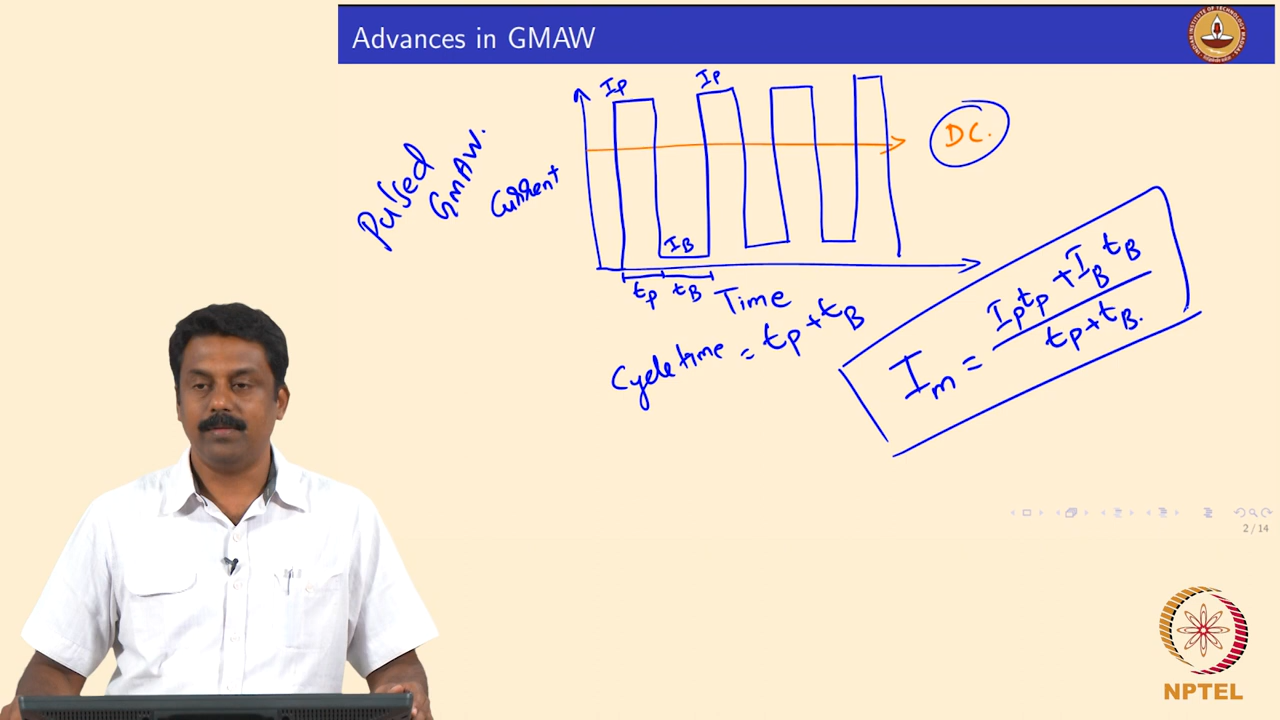 Advances in GMAW
Pulsed
GMAW.
Current
IP
IP
DC.
IB
tp
tB
Time
Cycle time = tP + tB
Im = IPtP + IBtB
tP + tB.
2 / 14
NPTEL